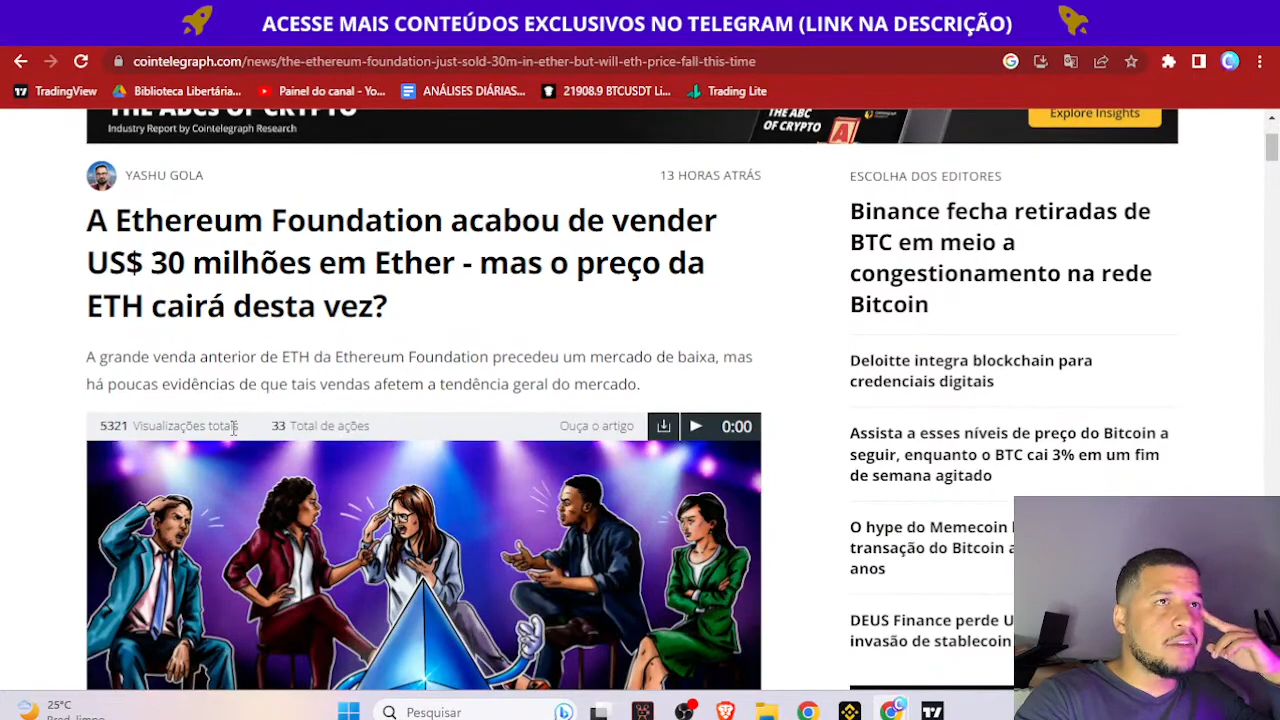 ACESSE MAIS CONTEÚDOS EXCLUSIVOS NO TELEGRAM (LINK NA DESCRIÇÃO)
cointelegraph.com/news/the-ethereum-foundation-just-sold-30m-in-ether-but-will-eth-price-fall-this-time
TradingView
Biblioteca Libertária...
Painel do canal - Yo...
ANÁLISES DIÁRIAS...
21908.9 BTCUSDT Li...
Trading Lite
THE ABCs OF CRYPTO
Industry Report by Cointelegraph Research
THE ABC
OF CRYPTO
A
Explore Insights
YASHU GOLA
13 HORAS ATRÁS
A Ethereum Foundation acabou de vender
US$ 30 milhões em Ether - mas o preço da
ETH cairá desta vez?
A grande venda anterior de ETH da Ethereum Foundation precedeu um mercado de baixa, mas
há poucas evidências de que tais vendas afetem a tendência geral do mercado.
5321 Visualizações totais
33 Total de ações
Ouça o artigo
0:00
ESCOLHA DOS EDITORES
Binance fecha retiradas de
BTC em meio a
congestionamento na rede
Bitcoin
Deloitte integra blockchain para
credenciais digitais
Assista a esses níveis de preço do Bitcoin a
seguir, enquanto o BTC cai 3% em um fim
de semana agitado
O hype do Memecoin
transação do Bitcoin a
anos
DEUS Finance perde U
invasão de stablecoin
25°C
Pred. limpo
Pesquisar